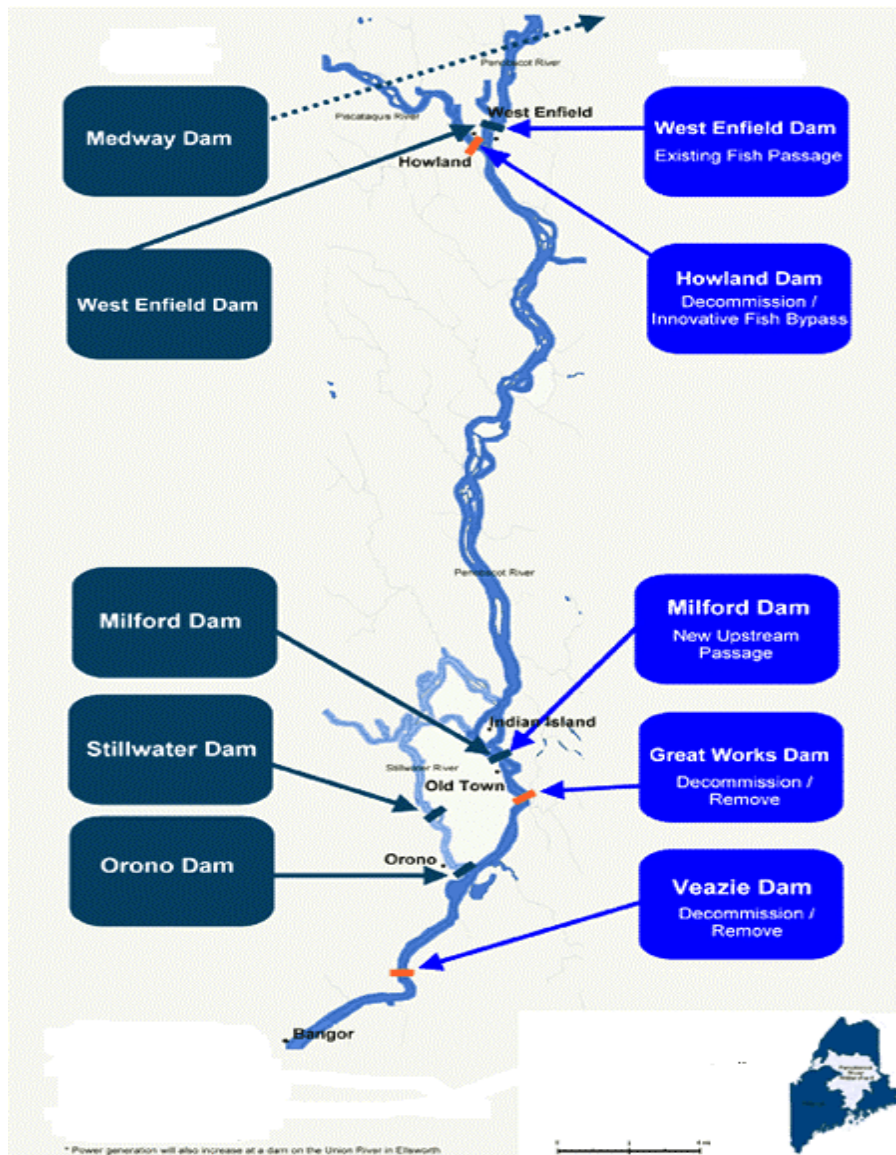 Penobscot River
Medway Dam
Piscataquis River
West Enfield
West Enfield Dam
Existing Fish Passage
Howland
West Enfield Dam
Howland Dam
Decommission /
Innovative Fish Bypass
Penobscot River
Milford Dam
Milford Dam
New Upstream
Passage
Indian Island
Stillwater Dam
Stillwater River
Old Town
Great Works Dam
Decommission /
Remove
Orono Dam
Orono
Veazie Dam
Decommission /
Remove
Bangor
Penobscot
River
Watershed
* Power generation will also increase at a dam on the Union River in Ellsworth